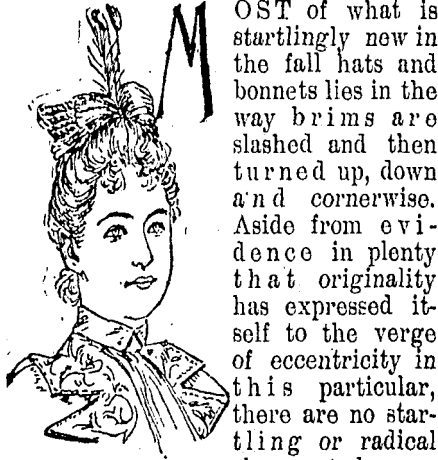 MOST of what is
startlingly new in
the fall hats and
bonnets lies in the
way brims are
slashed and then
turned up, down
and cornerwise.
Aside from evi-
dence in plenty
that originality
has expressed it-
self to the verge
of eccentricity in
this particular,
there are no star-
tling or radical